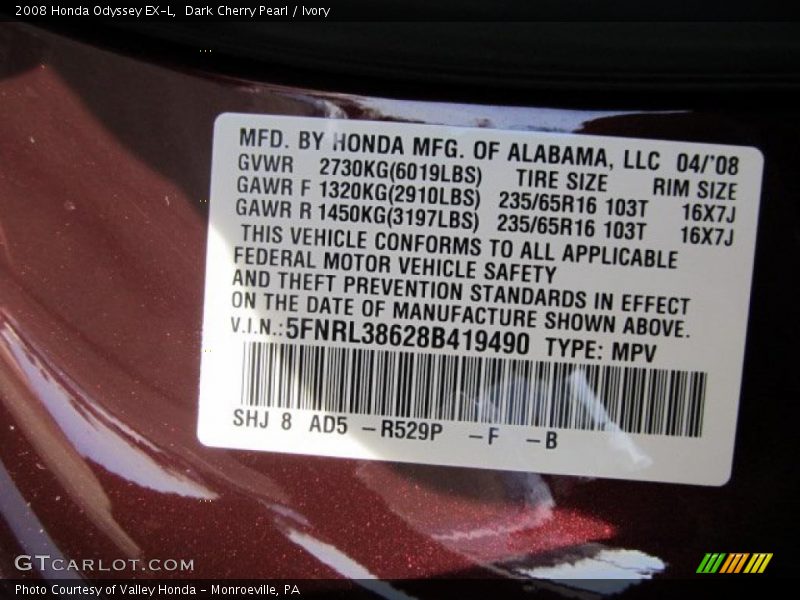 2008 Honda Odyssey EX-L, Dark Cherry Pearl / Ivory
MFD. BY HONDA MFG. OF ALABAMA, LLC 04/'08
GVWR 2730KG(6019LBS) TIRE SIZE RIM SIZE
GAWR F 1320KG(2910LBS) 235/65R16 103T 16X7J
GAWR R 1450KG(3197LBS) 235/65R16 103T 16X7J
THIS VEHICLE CONFORMS TO ALL APPLICABLE
FEDERAL MOTOR VEHICLE SAFETY
AND THEFT PREVENTION STANDARDS IN EFFECT
ON THE DATE OF MANUFACTURE SHOWN ABOVE.
V.I.N.:5FNRL38628B419490 TYPE: MPV
SHJ 8 AD5 -R529P -F -B
GTCARLOT.COM
Photo Courtesy of Valley Honda - Monroeville, PA